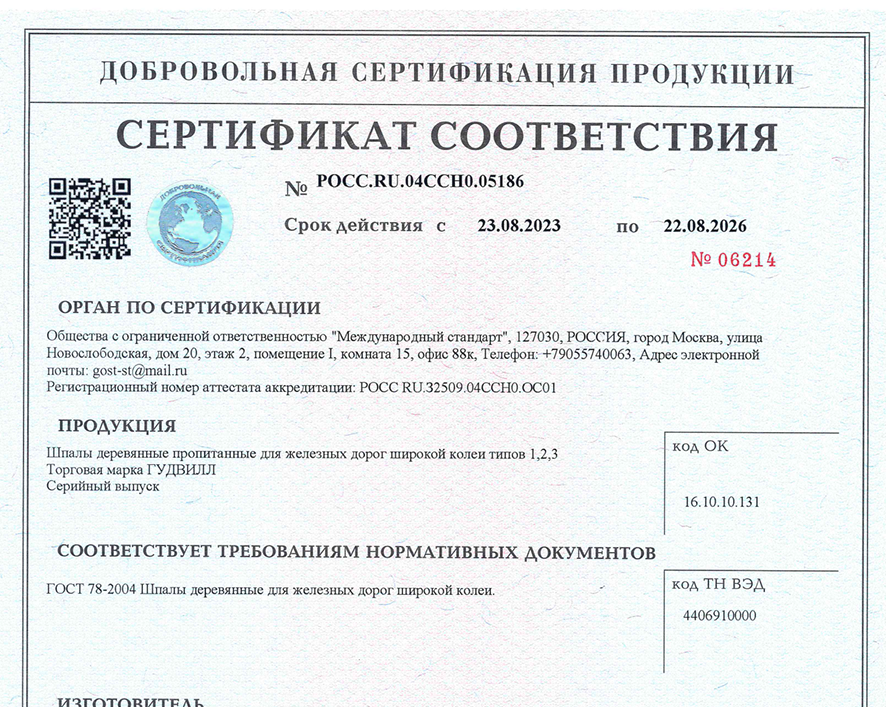 ДОБРОВОЛЬНАЯ СЕРТИФИКАЦИЯ ПРОДУКЦИИ
СЕРТИФИКАТ СООТВЕТСТВИЯ
№ РОСС.RU.04ССН0.05186
Срок действия с 23.08.2023 по 22.08.2026
№ 06214
ДОБРОВОЛЬНАЯ
СЕРТИФИКАЦИЯ
ОРГАН ПО СЕРТИФИКАЦИИ
Общества с ограниченной ответственностью "Международный стандарт", 127030, РОССИЯ, город Москва, улица
Новослободская, дом 20, этаж 2, помещение I, комната 15, офис 88к, Телефон: +79055740063, Адрес электронной
почты: gost-st@mail.ru
Регистрационный номер аттестата аккредитации: РОСС RU.32509.04ССН0.ОС01
ПРОДУКЦИЯ
Шпалы деревянные пропитанные для железных дорог широкой колеи типов 1,2,3
Торговая марка ГУДВИЛЛ
Серийный выпуск
код ОК
16.10.10.131
СООТВЕТСТВУЕТ ТРЕБОВАНИЯМ НОРМАТИВНЫХ ДОКУМЕНТОВ
ГОСТ 78-2004 Шпалы деревянные для железных дорог широкой колеи.
код ТН ВЭД
4406910000
ИЗГОТОВИТЕЛЬ